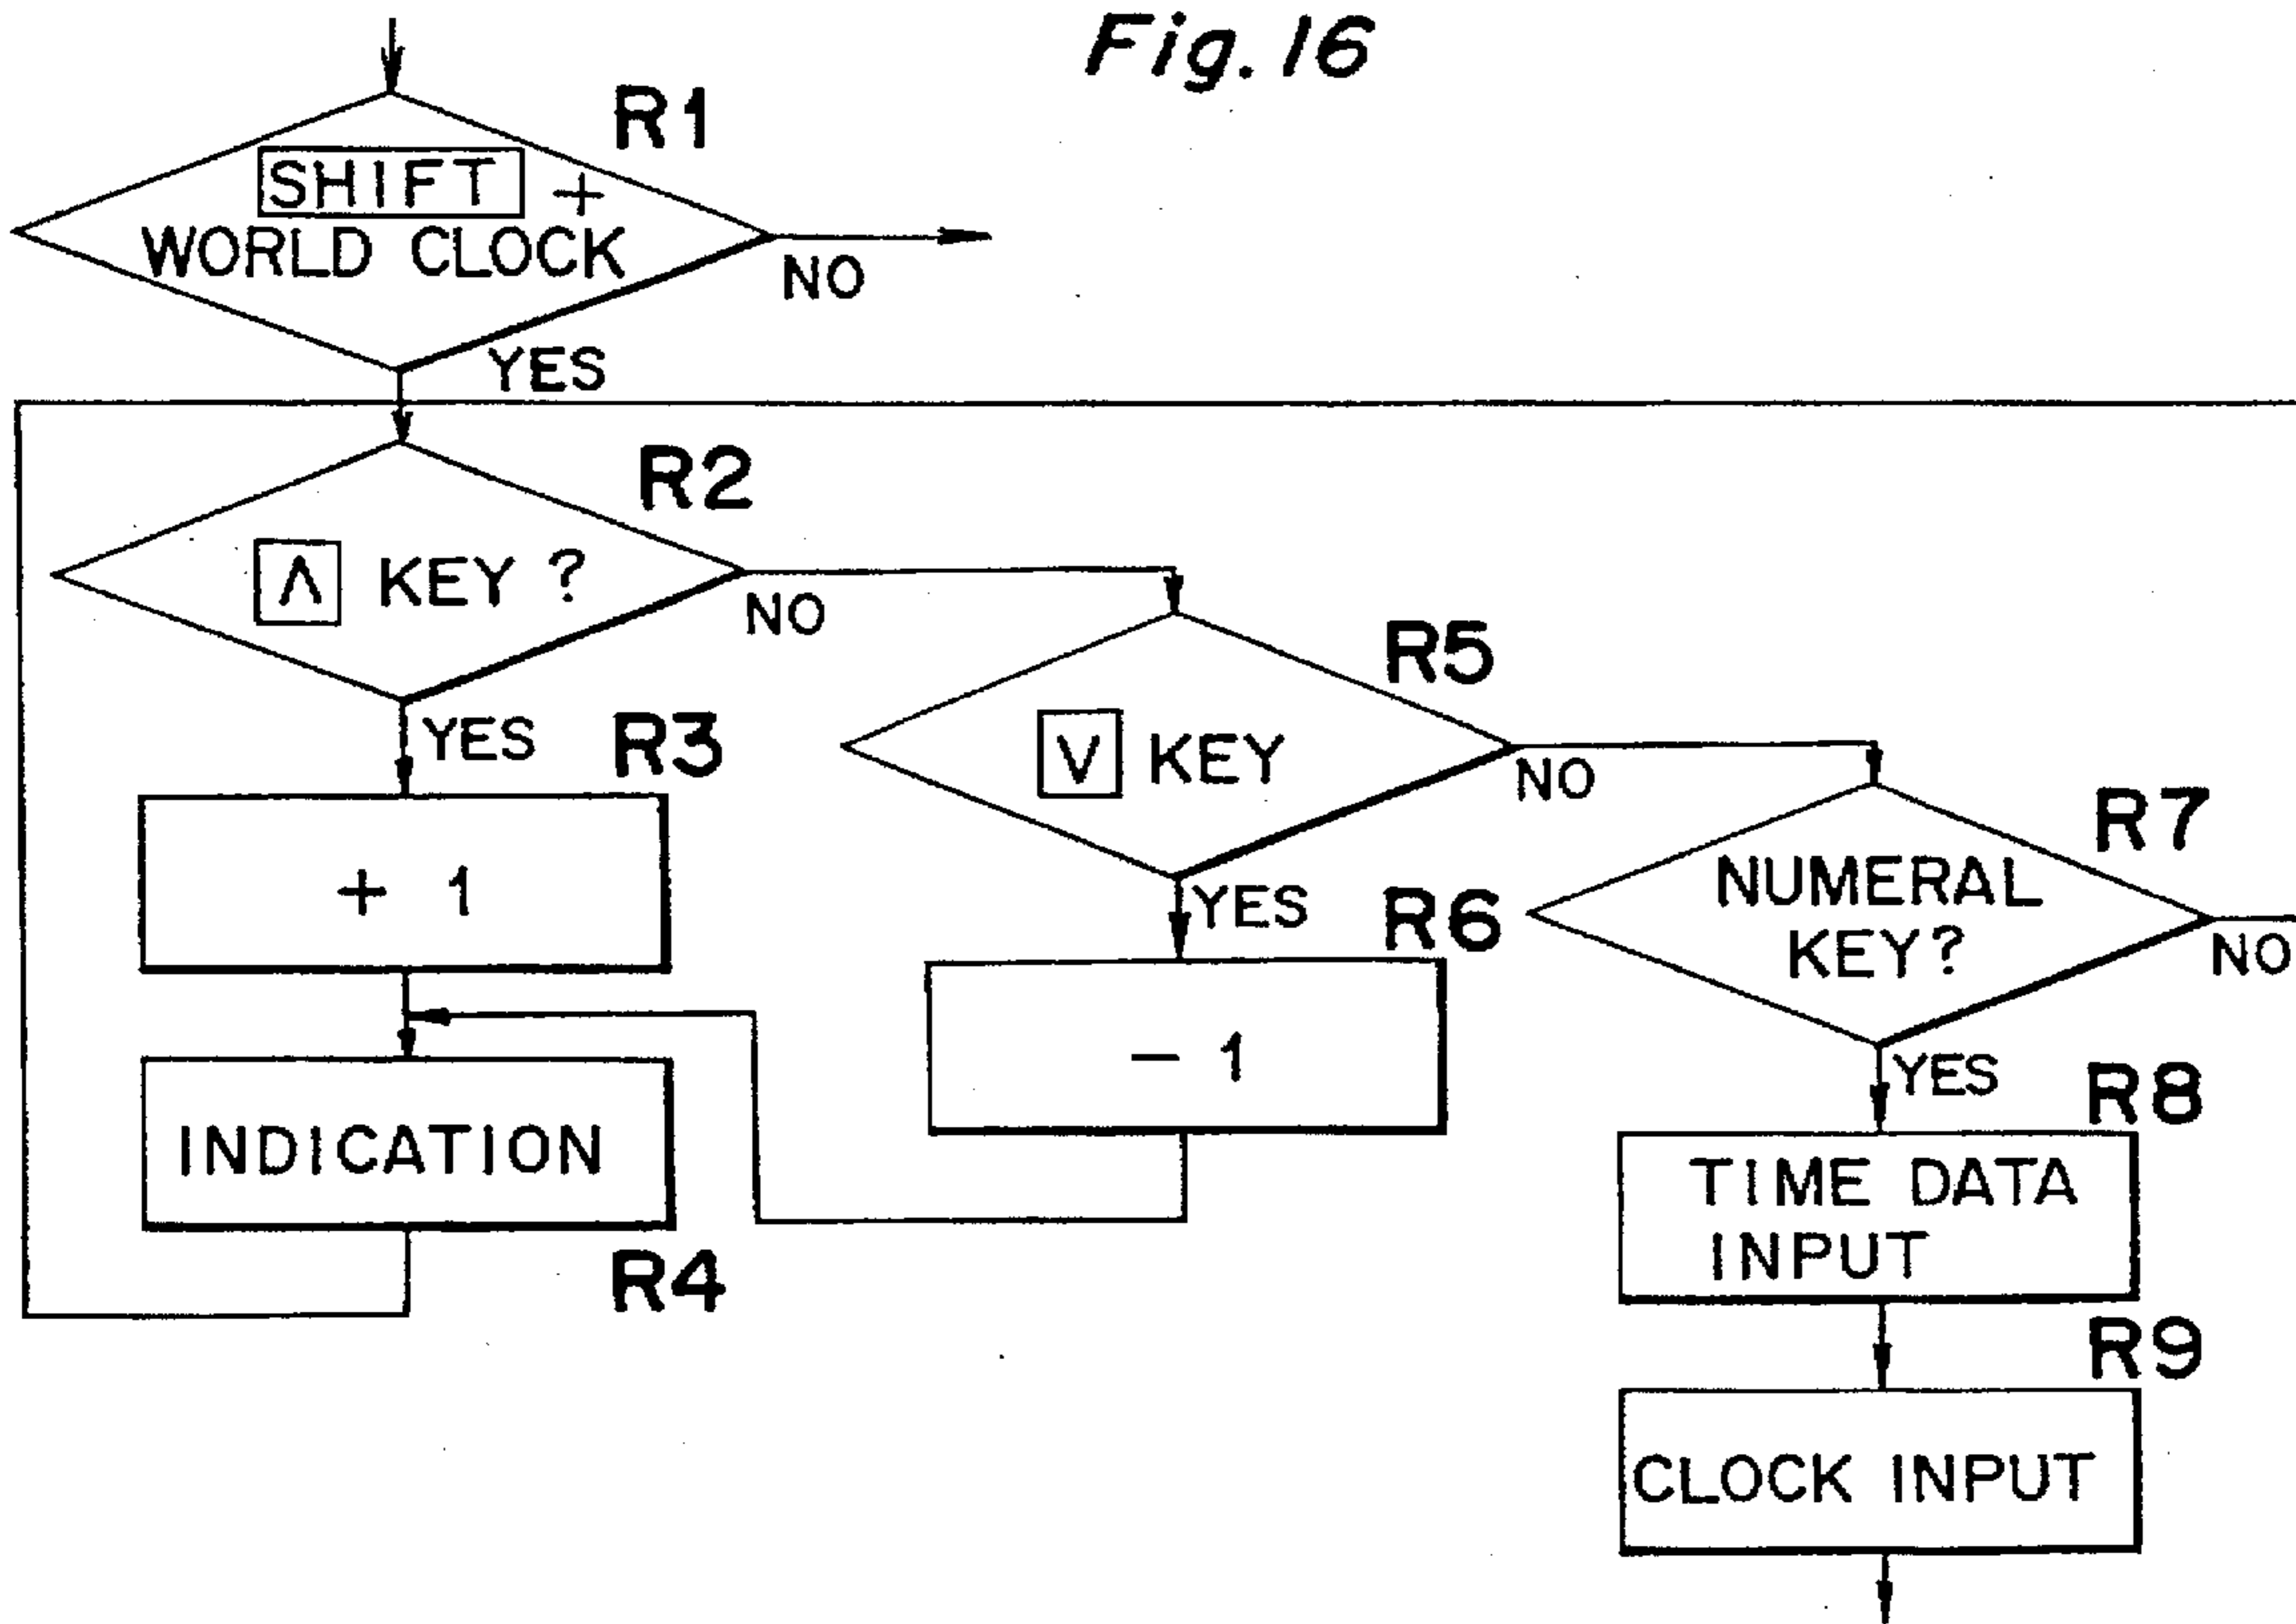 Fig. 16
R1
SHIFT +
WORLD CLOCK
NO
YES
R2
Λ KEY ?
NO
YES
R3
+ 1
INDICATION
R4
R5
V KEY
NO
YES
R6
- 1
R7
NUMERAL
KEY?
NO
YES
R8
TIME DATA
INPUT
R9
CLOCK INPUT